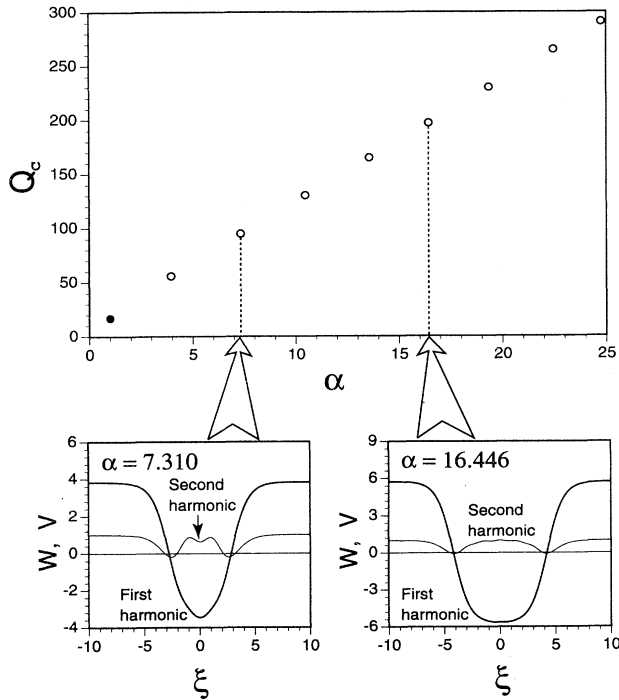 300
250
200
150
100
50
0
Q_c
0 5 10 15 20 25
α
6
4
2
0
-2
-4
W, V
α = 7.310
Second
harmonic
First
harmonic
-10 -5 0 5 10
ξ
9
6
3
0
-3
-6
W, V
α = 16.446
Second
harmonic
First
harmonic
-10 -5 0 5 10
ξ